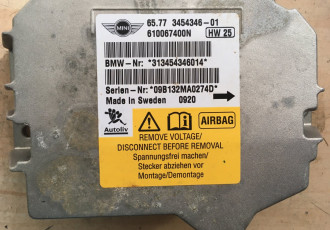 MINI
65.77 3454346-01
610067400N HW 25
BMW-Nr: *313454346014*
Serien-Nr: *09B132MA0274D*
Made in Sweden 0920
Autoliv
AIRBAG
REMOVE VOLTAGE/
DISCONNECT BEFORE REMOVAL
Spannungsfrei machen/
Stecker abziehen vor
Montage/Demontage